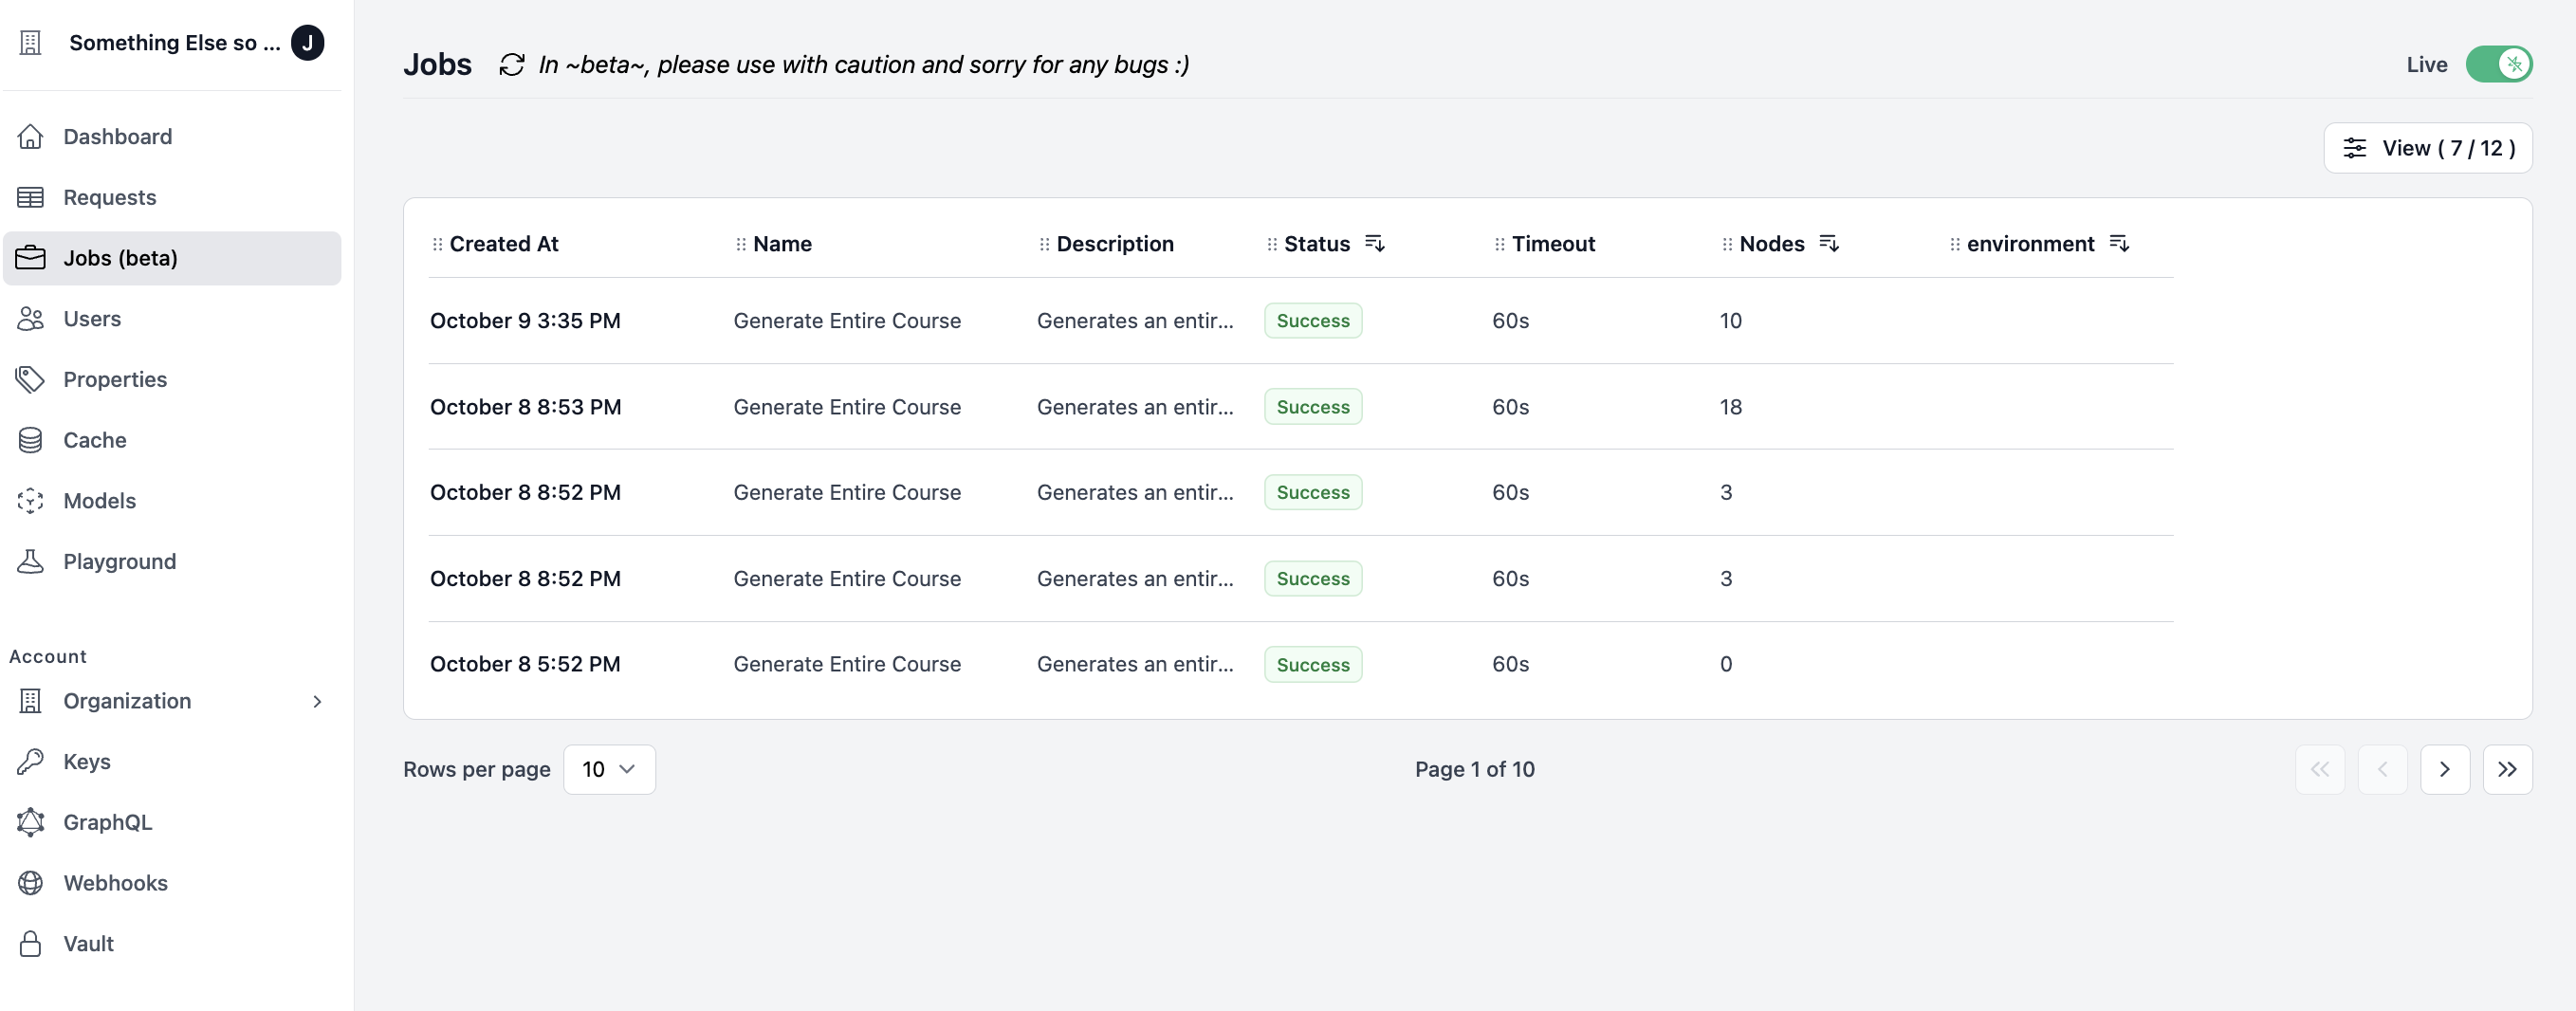 Something Else so ... J
Dashboard
Requests
Jobs (beta)
Users
Properties
Cache
Models
Playground
Account
Organization
Keys
GraphQL
Webhooks
Vault
Jobs In ~beta~, please use with caution and sorry for any bugs :) Live
View ( 7 / 12 )
Created At Name Description Status Timeout Nodes environment
October 9 3:35 PM Generate Entire Course Generates an entir... Success 60s 10
October 8 8:53 PM Generate Entire Course Generates an entir... Success 60s 18
October 8 8:52 PM Generate Entire Course Generates an entir... Success 60s 3
October 8 8:52 PM Generate Entire Course Generates an entir... Success 60s 3
October 8 5:52 PM Generate Entire Course Generates an entir... Success 60s 0
Rows per page 10 Page 1 of 10